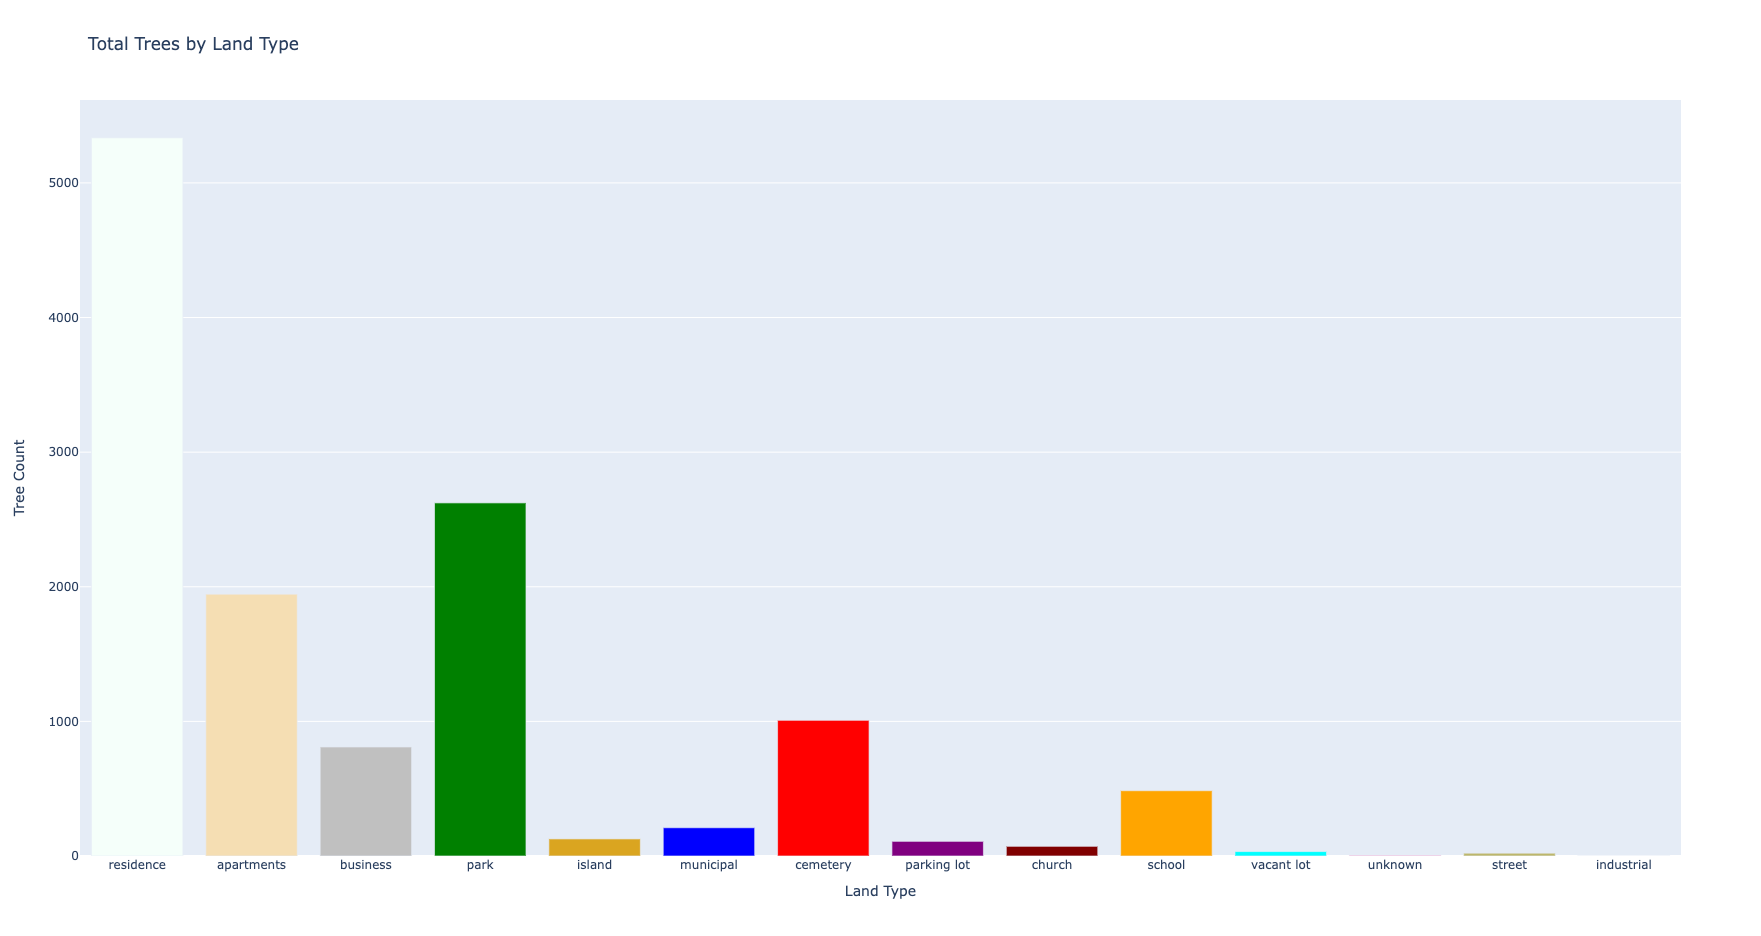 Total Trees by Land Type
5000
4000
3000
2000
1000
0
Tree Count
residence apartments business park island municipal cemetery parking lot church school vacant lot unknown street industrial
Land Type